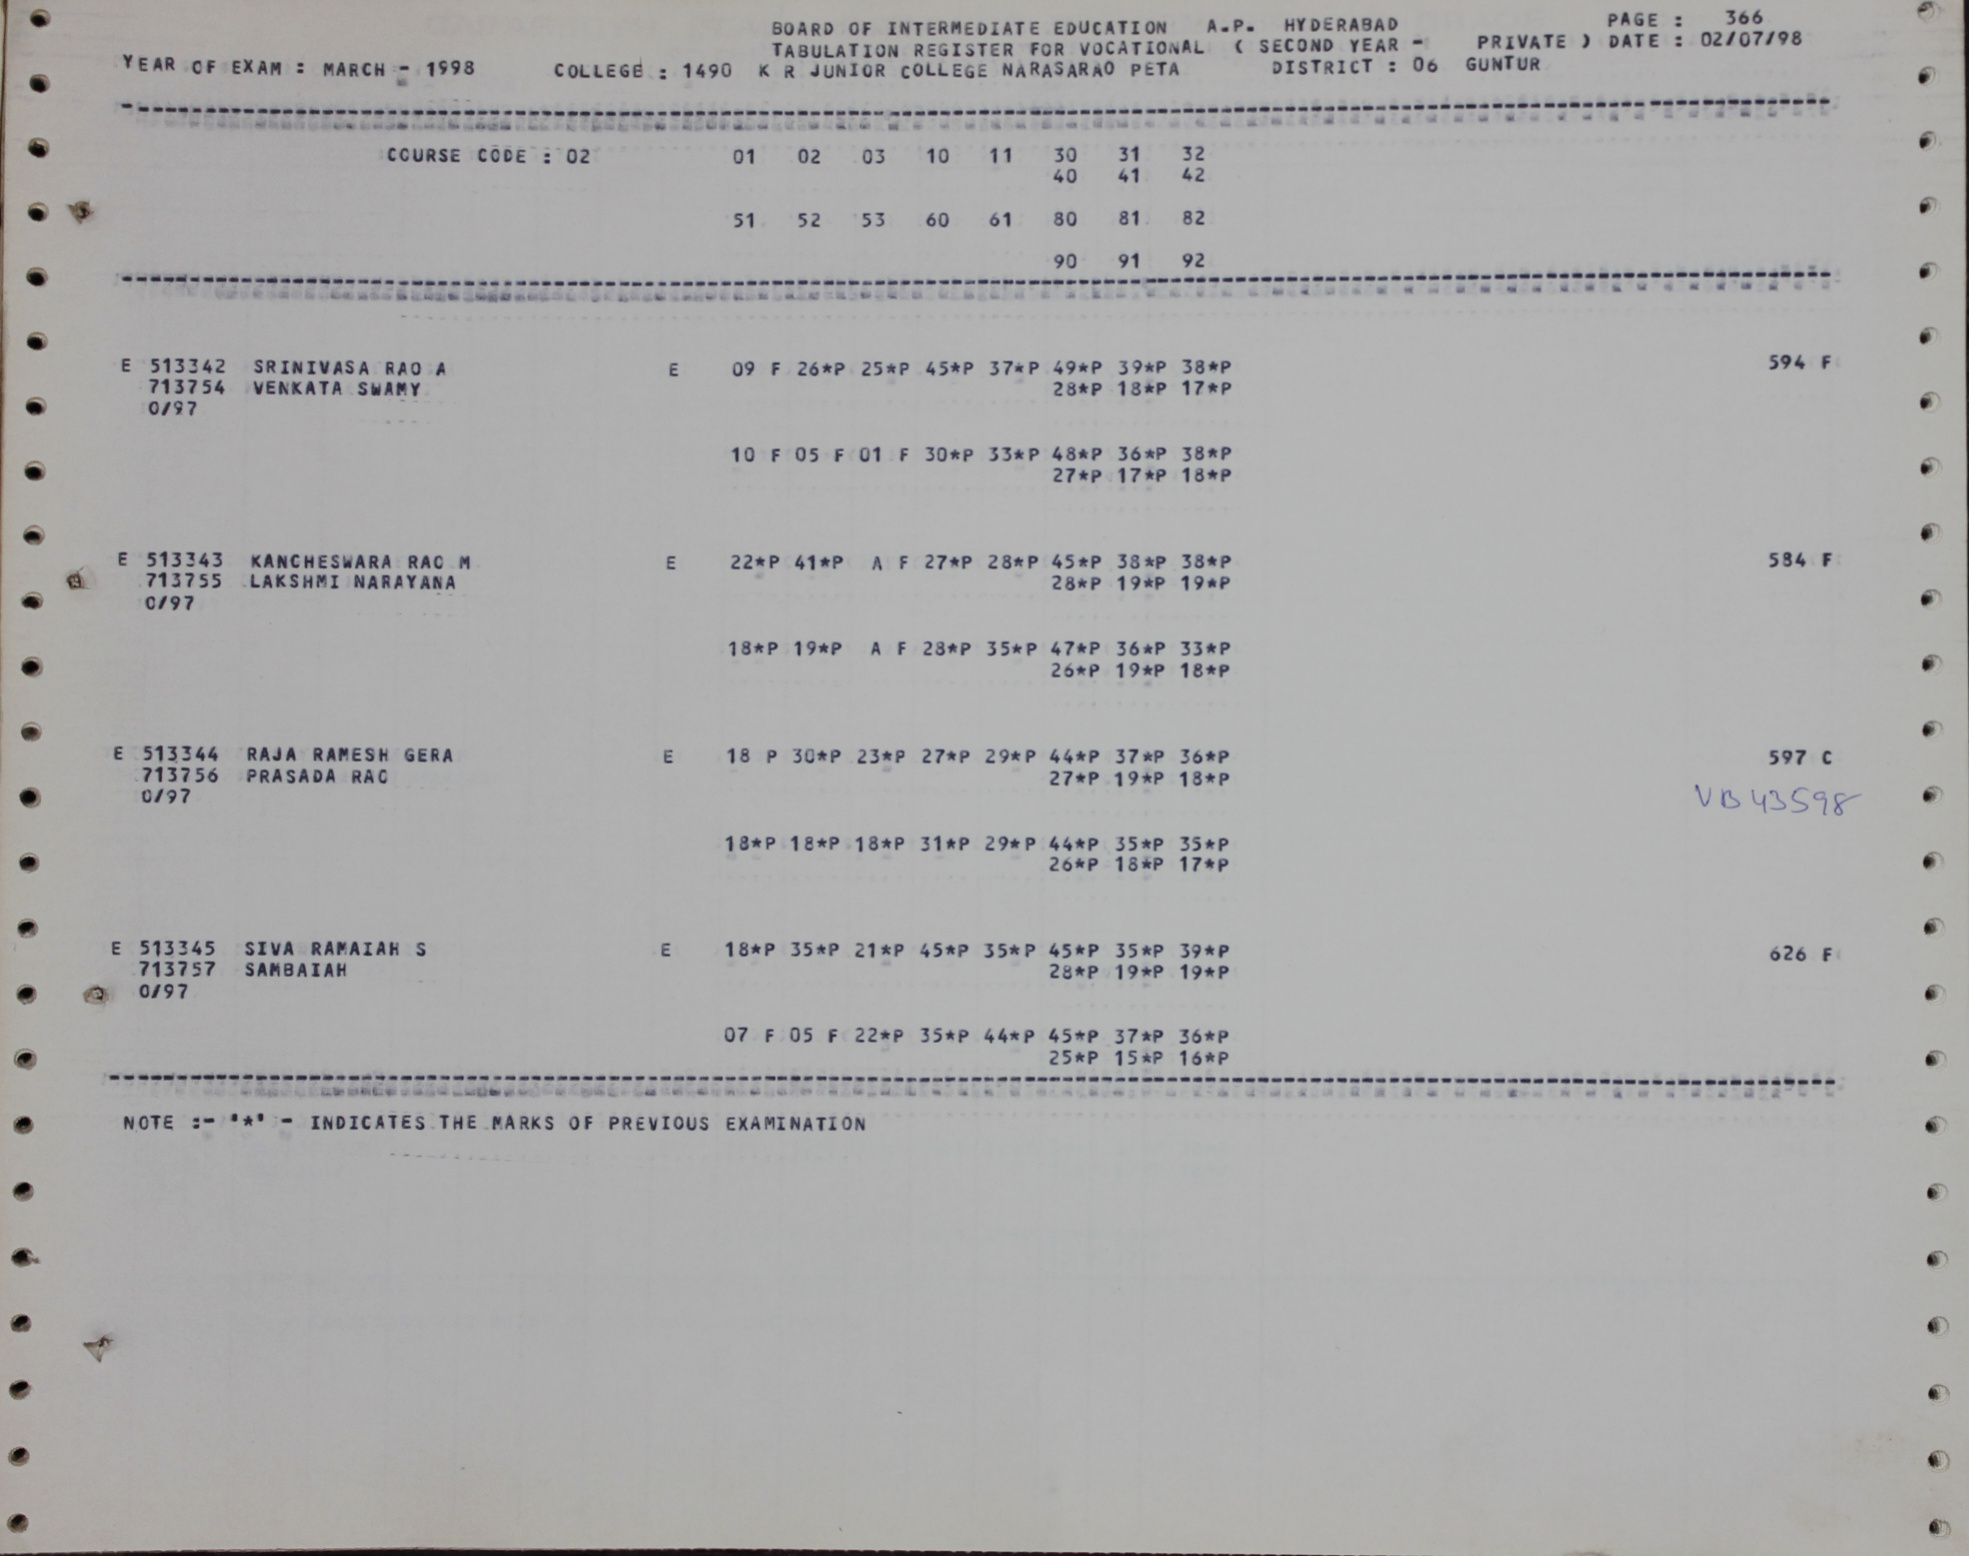 BOARD OF INTERMEDIATE EDUCATION A.P. HYDERABAD PAGE : 366
TABULATION REGISTER FOR VOCATIONAL ( SECOND YEAR - PRIVATE ) DATE : 02/07/98
YEAR OF EXAM : MARCH - 1998 COLLEGE : 1490 K R JUNIOR COLLEGE NARASARAO PETA DISTRICT : 06 GUNTUR
COURSE CODE : 02 01 02 03 10 11 30 31 32
40 41 42
51 52 53 60 61 80 81 82
90 91 92
E 513342 SRINIVASA RAO A E 09 F 26*P 25*P 45*P 37*P 49*P 39*P 38*P 594 F
713754 VENKATA SWAMY 28*P 18*P 17*P
0/97
10 F 05 F 01 F 30*P 33*P 48*P 36*P 38*P
27*P 17*P 18*P
E 513343 KANCHESWARA RAO M E 22*P 41*P A F 27*P 28*P 45*P 38*P 38*P 584 F
713755 LAKSHMI NARAYANA 28*P 19*P 19*P
0/97
18*P 19*P A F 28*P 35*P 47*P 36*P 33*P
26*P 19*P 18*P
E 513344 RAJA RAMESH GERA E 18 P 30*P 23*P 27*P 29*P 44*P 37*P 36*P 597 C
713756 PRASADA RAO 27*P 19*P 18*P
0/97 VB 43598
18*P 18*P 18*P 31*P 29*P 44*P 35*P 35*P
26*P 18*P 17*P
E 513345 SIVA RAMAIAH S E 18*P 35*P 21*P 45*P 35*P 45*P 35*P 39*P 626 F
713757 SAMBAIAH 28*P 19*P 19*P
0/97
07 F 05 F 22*P 35*P 44*P 45*P 37*P 36*P
25*P 15*P 16*P
NOTE :- '*' - INDICATES THE MARKS OF PREVIOUS EXAMINATION